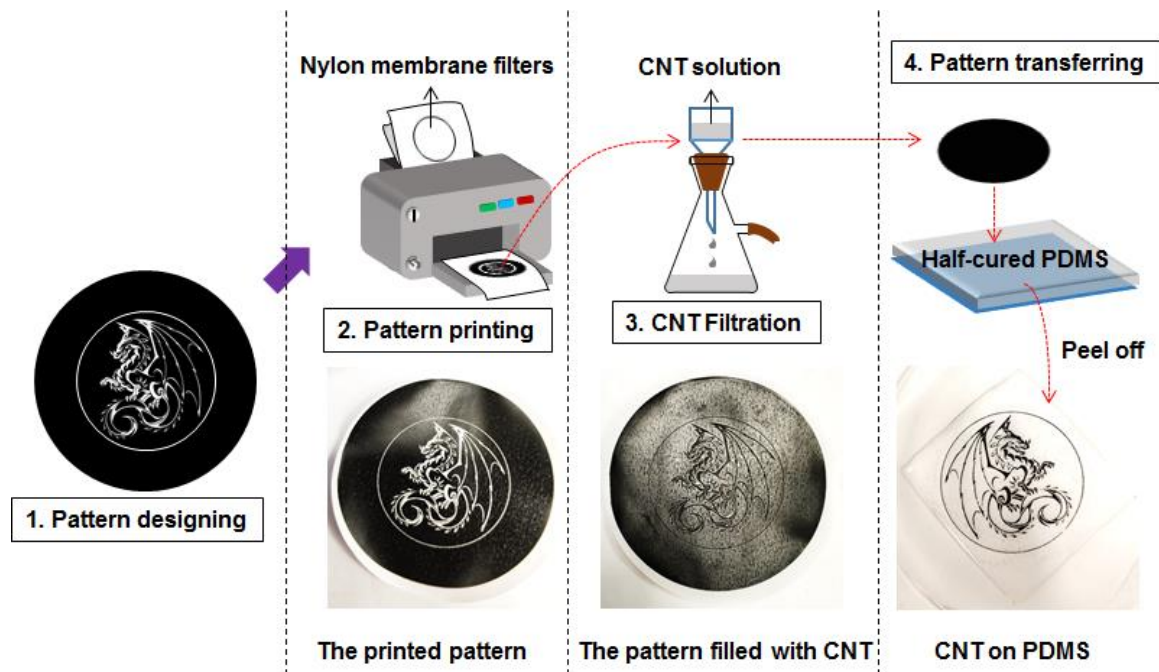 Nylon membrane filters
CNT solution
4. Pattern transferring
Half-cured PDMS
2. Pattern printing
3. CNT Filtration
Peel off
1. Pattern designing
The printed pattern
The pattern filled with CNT
CNT on PDMS